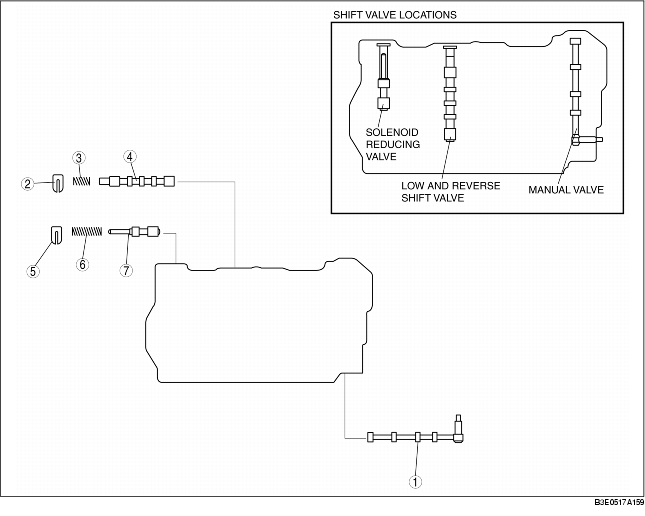 SHIFT VALVE LOCATIONS
SOLENOID
REDUCING
VALVE
LOW AND REVERSE
SHIFT VALVE
MANUAL VALVE
2
3
4
5
6
7
1
B3E0517A159